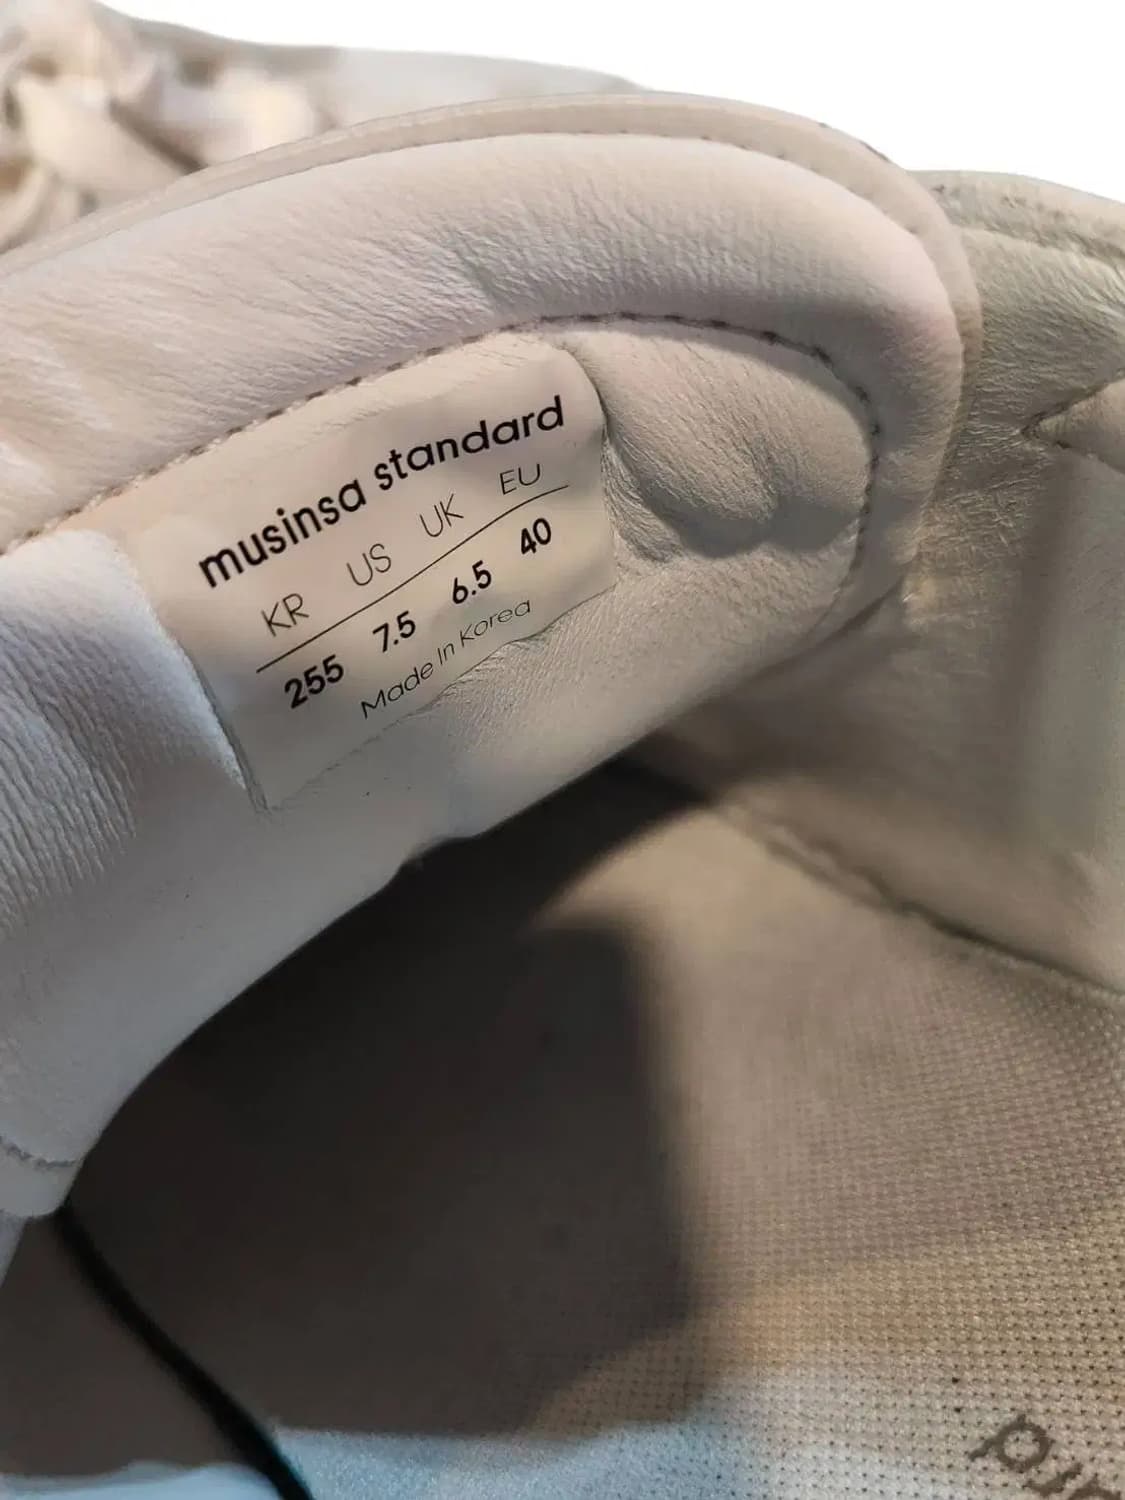 musinsa standard
KR US UK EU
255 7.5 6.5 40
Made In Korea